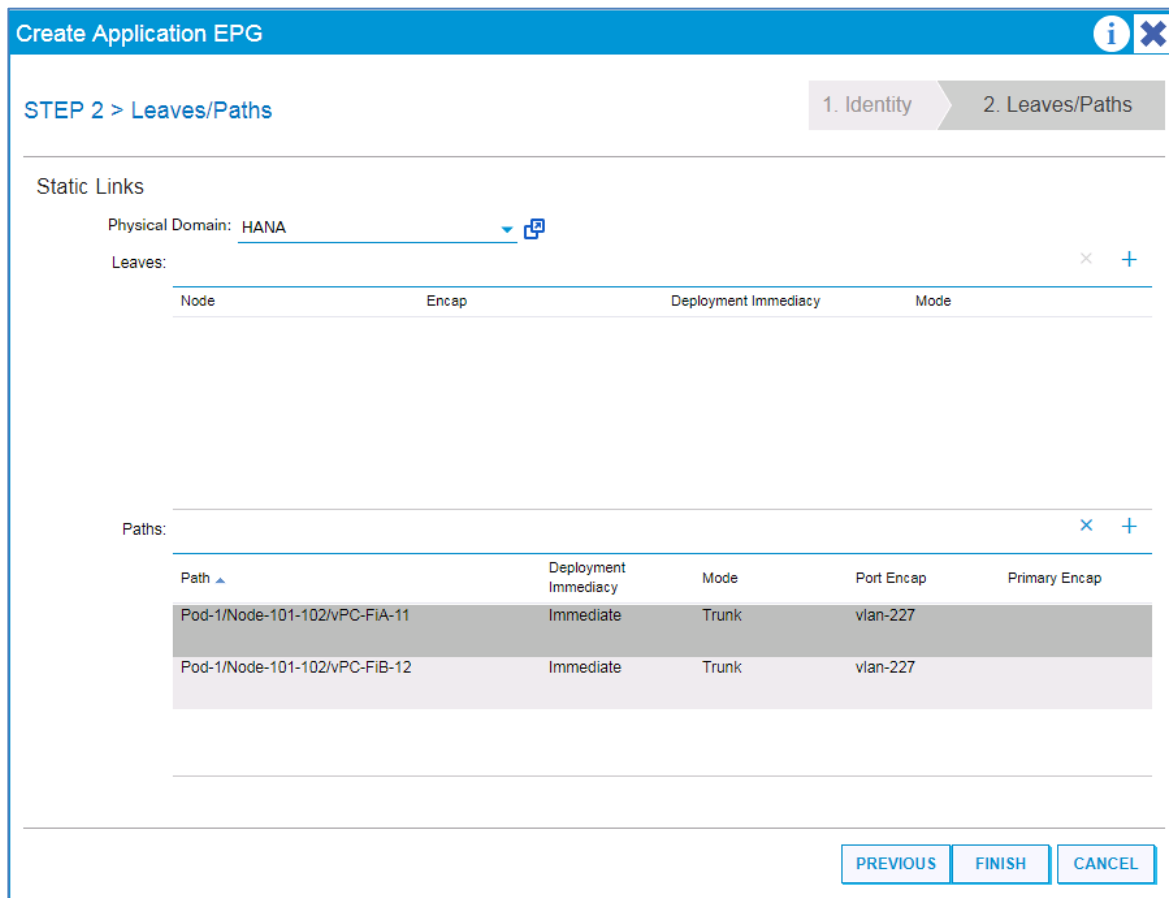 Create Application EPG
i
STEP 2 > Leaves/Paths
1. Identity
2. Leaves/Paths
Static Links
Physical Domain: HANA
Leaves:
Node Encap Deployment Immediacy Mode
Paths:
Path Deployment Immediacy Mode Port Encap Primary Encap
Pod-1/Node-101-102/vPC-FiA-11 Immediate Trunk vlan-227
Pod-1/Node-101-102/vPC-FiB-12 Immediate Trunk vlan-227
PREVIOUS FINISH CANCEL